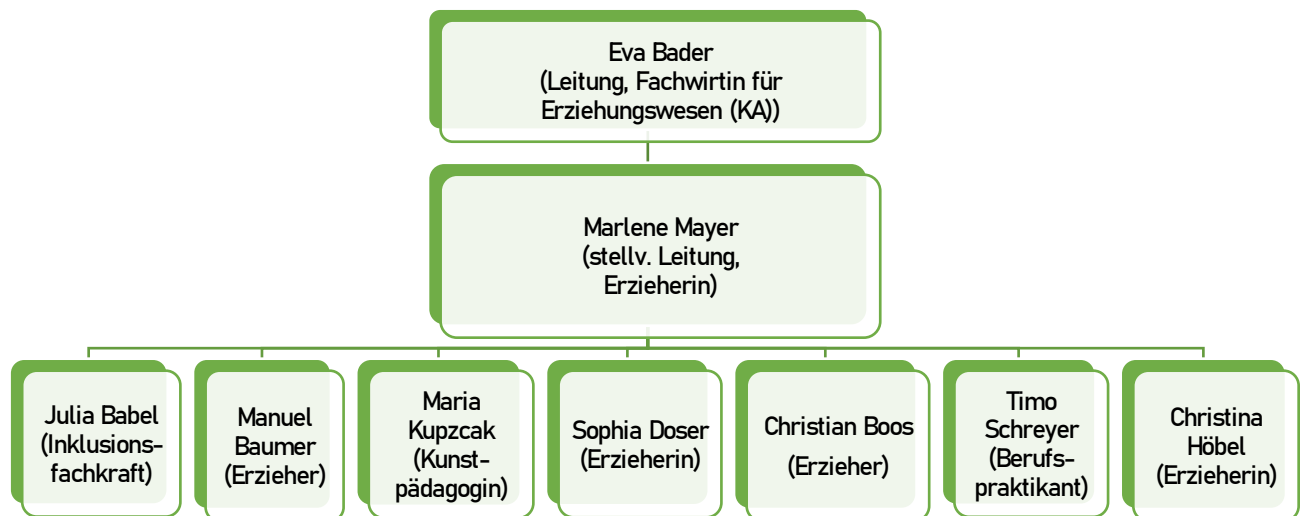 Eva Bader
(Leitung, Fachwirtin für
Erziehungswesen (KA))
Marlene Mayer
(stellv. Leitung,
Erzieherin)
Julia Babel
(Inklusions-
fachkraft)
Manuel
Baumer
(Erzieher)
Maria
Kupzcak
(Kunst-
pädagogin)
Sophia Doser
(Erzieherin)
Christian Boos
(Erzieher)
Timo
Schreyer
(Berufs-
praktikant)
Christina
Höbel
(Erzieherin)